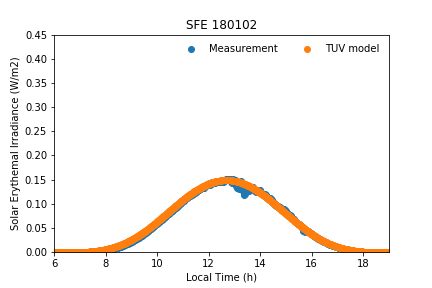 SFE 180102
Measurement
TUV model
Solar Erythemal Irradiance (W/m2)
0.45
0.40
0.35
0.30
0.25
0.20
0.15
0.10
0.05
0.00
6 8 10 12 14 16 18
Local Time (h)